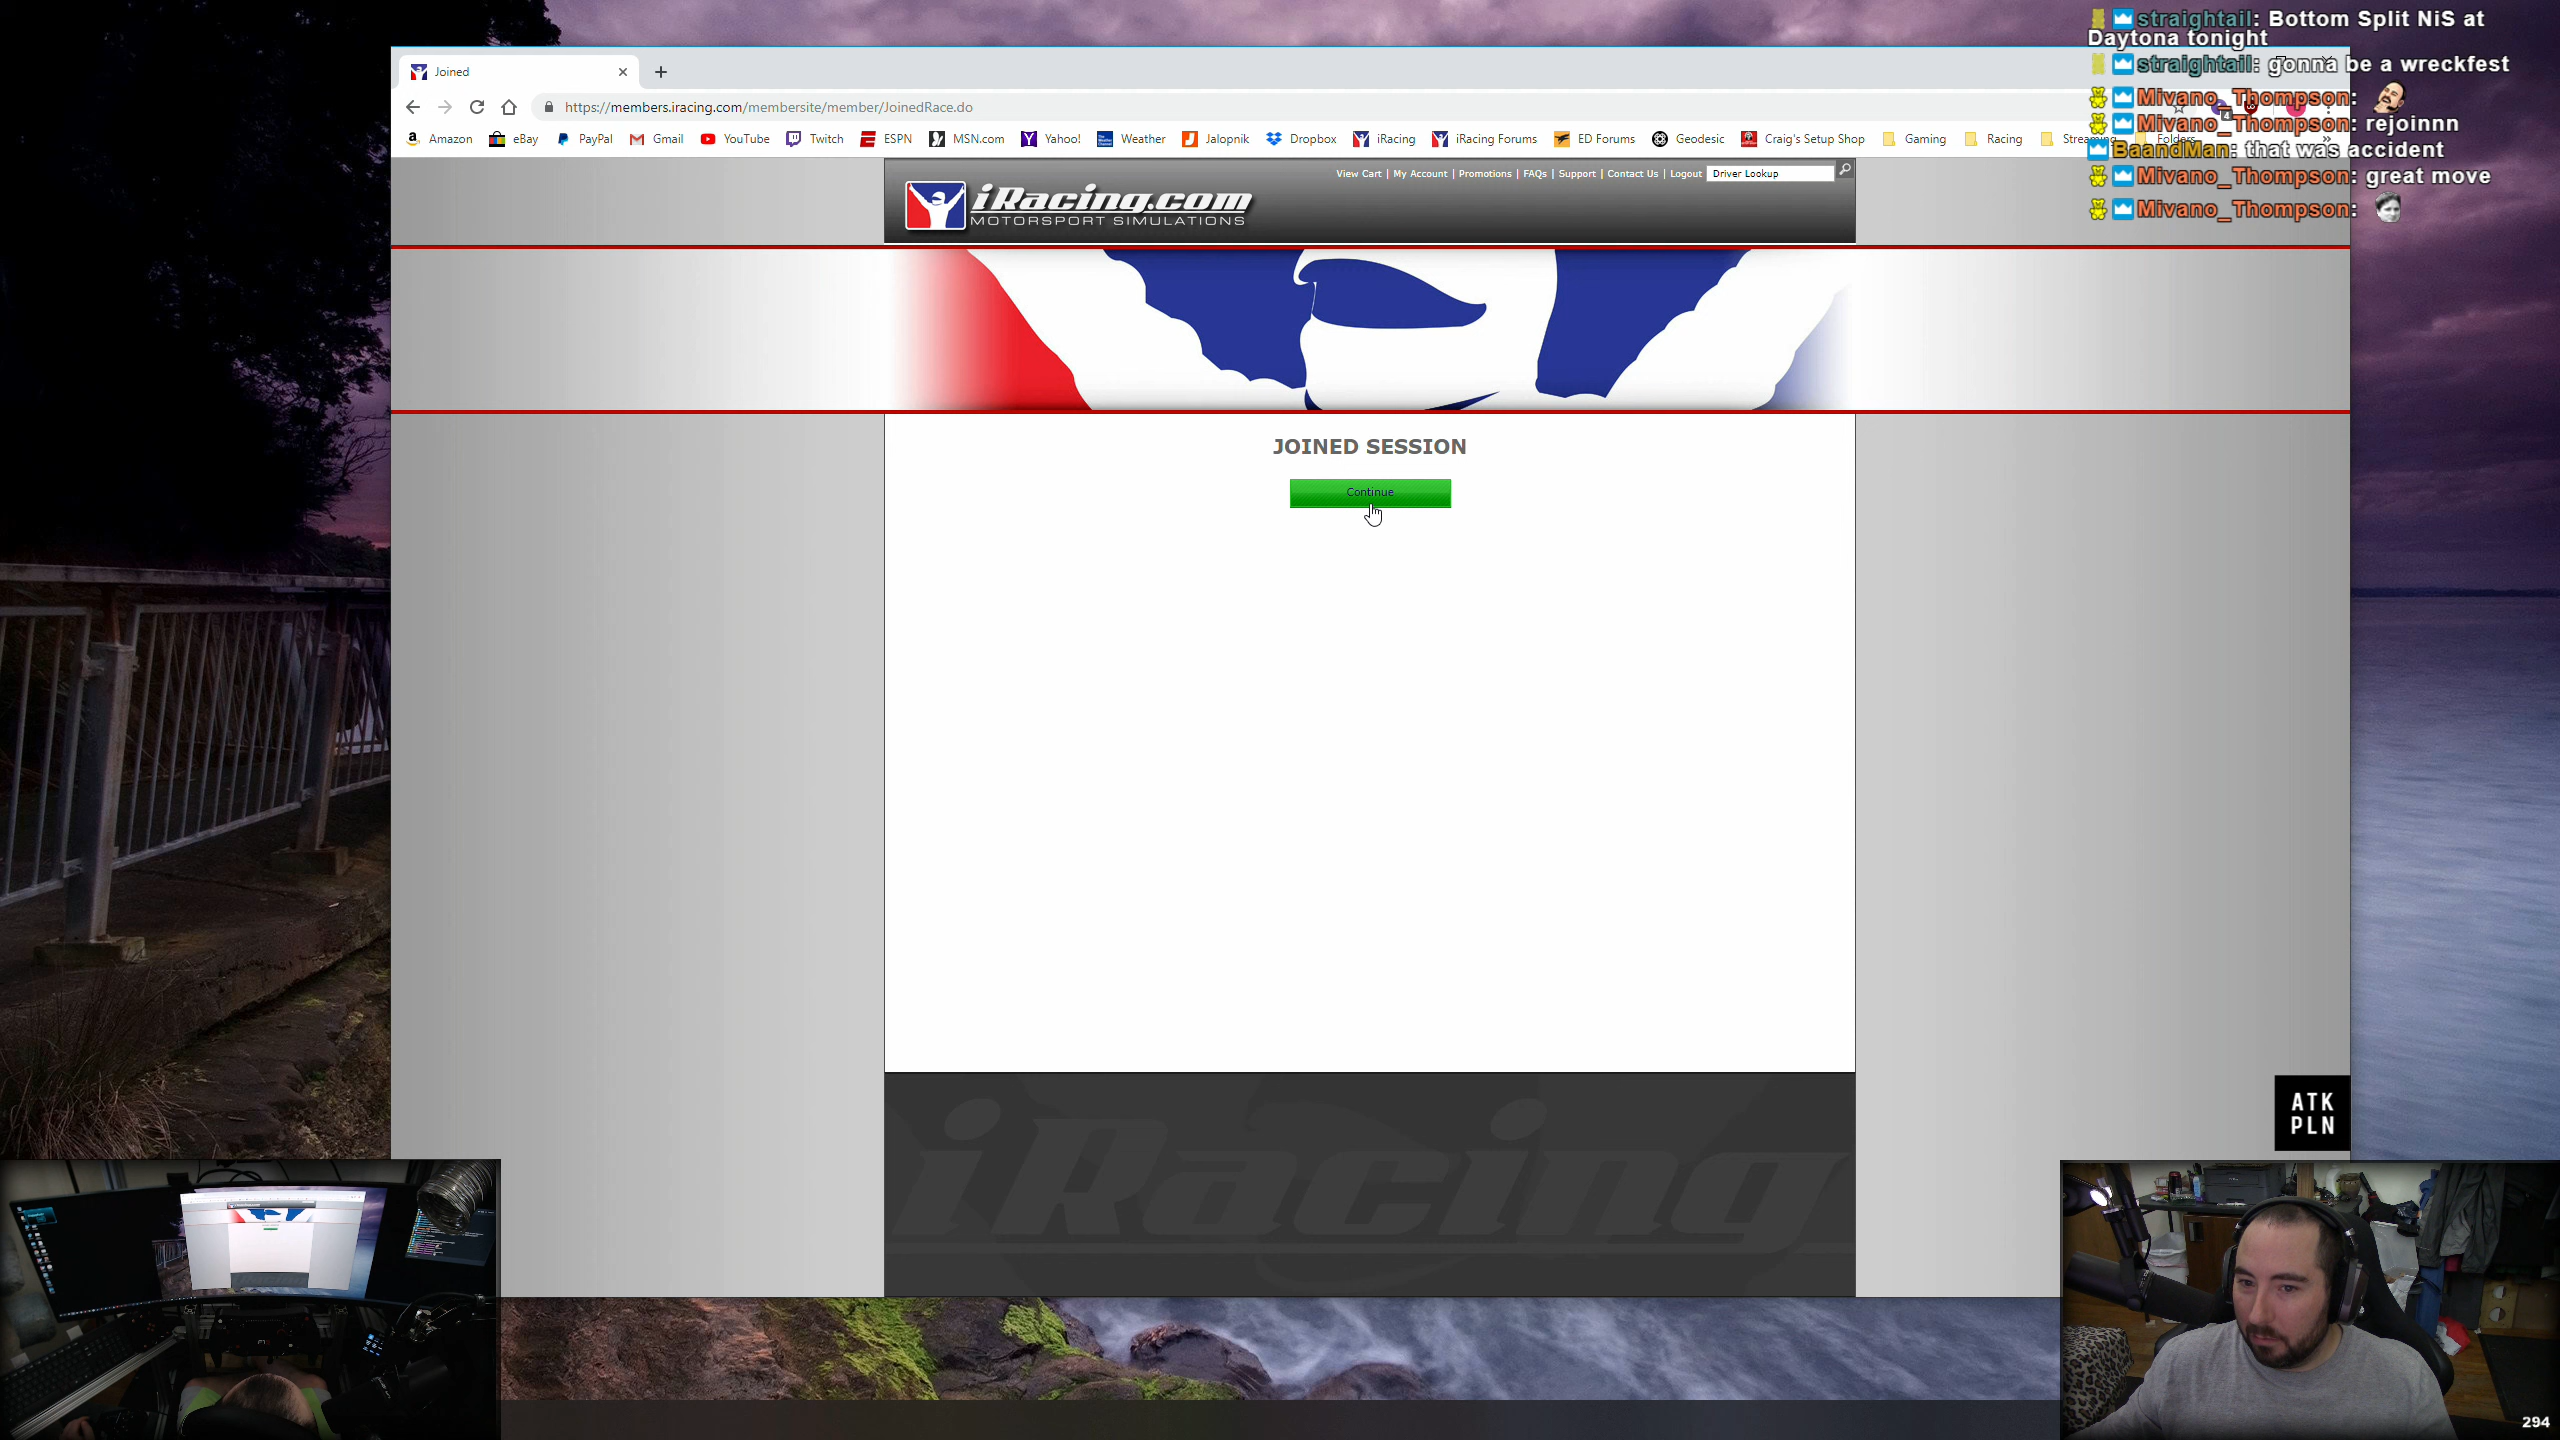 straightail: Bottom Split NiS at
Daytona tonight
straightail: gonna be a wreckfest
Mivano_Thompson:
Mivano_Thompson: rejoinnn
BaandMan: that was accident
Mivano_Thompson: great move
Mivano_Thompson:
Joined
https://members.iracing.com/membersite/member/JoinedRace.do
Amazon eBay PayPal Gmail YouTube Twitch ESPN MSN.com Yahoo! Weather Jalopnik Dropbox iRacing iRacing Forums ED Forums Geodesic Craig's Setup Shop Gaming Racing Streaming Folders
View Cart | My Account | Promotions | FAQs | Support | Contact Us | Logout Driver Lookup
iRacing.com
MOTORSPORT SIMULATIONS
JOINED SESSION
Continue
iRacing
ATK
PLN
294